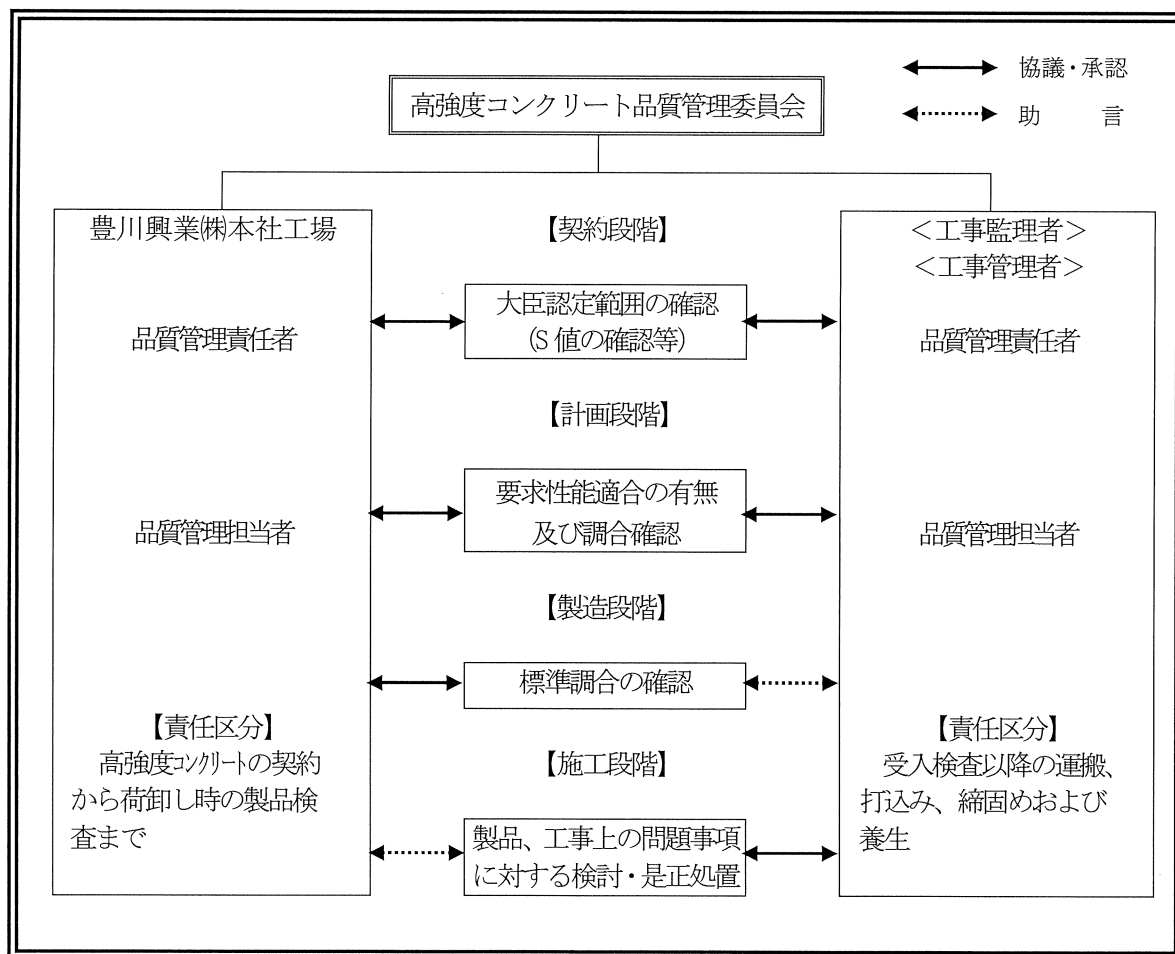 協議・承認
助言
高強度コンクリート品質管理委員会
豊川興業㈱本社工場
品質管理責任者
品質管理担当者
【責任区分】
高強度コンクリートの契約
から荷卸し時の製品検
査まで
【契約段階】
大臣認定範囲の確認
(S値の確認等)
【計画段階】
要求性能適合の有無
及び調合確認
【製造段階】
標準調合の確認
【施工段階】
製品、工事上の問題事項
に対する検討・是正処置
<工事監理者>
<工事管理者>
品質管理責任者
品質管理担当者
【責任区分】
受入検査以降の運搬、
打込み、締固めおよび
養生